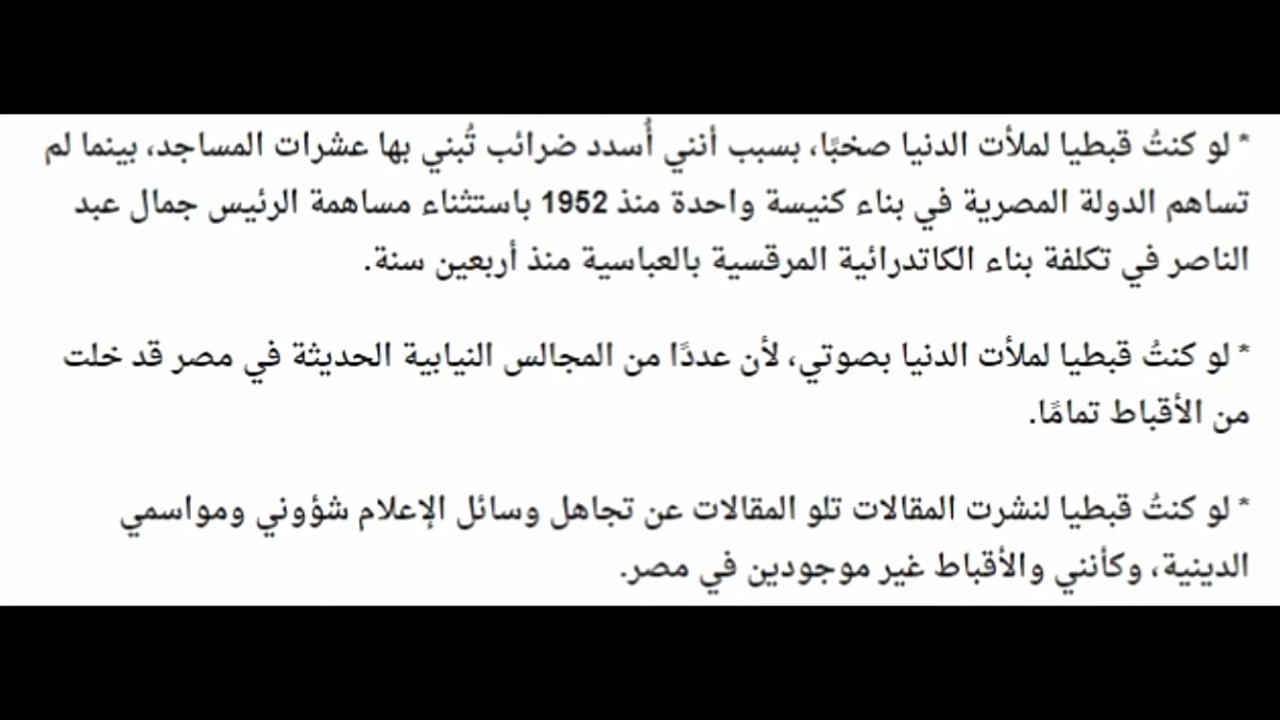 * لو كنتُ قبطيا لملأت الدنيا صخبًا، بسبب أنني أُسدد ضرائب تُبني بها عشرات المساجد، بينما لم
تساهم الدولة المصرية في بناء كنيسة واحدة منذ 1952 باستثناء مساهمة الرئيس جمال عبد
الناصر في تكلفة بناء الكاتدرائية المرقسية بالعباسية منذ أربعين سنة.
* لو كنتُ قبطيا لملأت الدنيا بصوتي، لأن عددًا من المجالس النيابية الحديثة في مصر قد خلت
من الأقباط تمامًا.
* لو كنتُ قبطيا لنشرت المقالات تلو المقالات عن تجاهل وسائل الإعلام شؤوني ومواسمي
الدينية، وكأنني والأقباط غير موجودين في مصر.